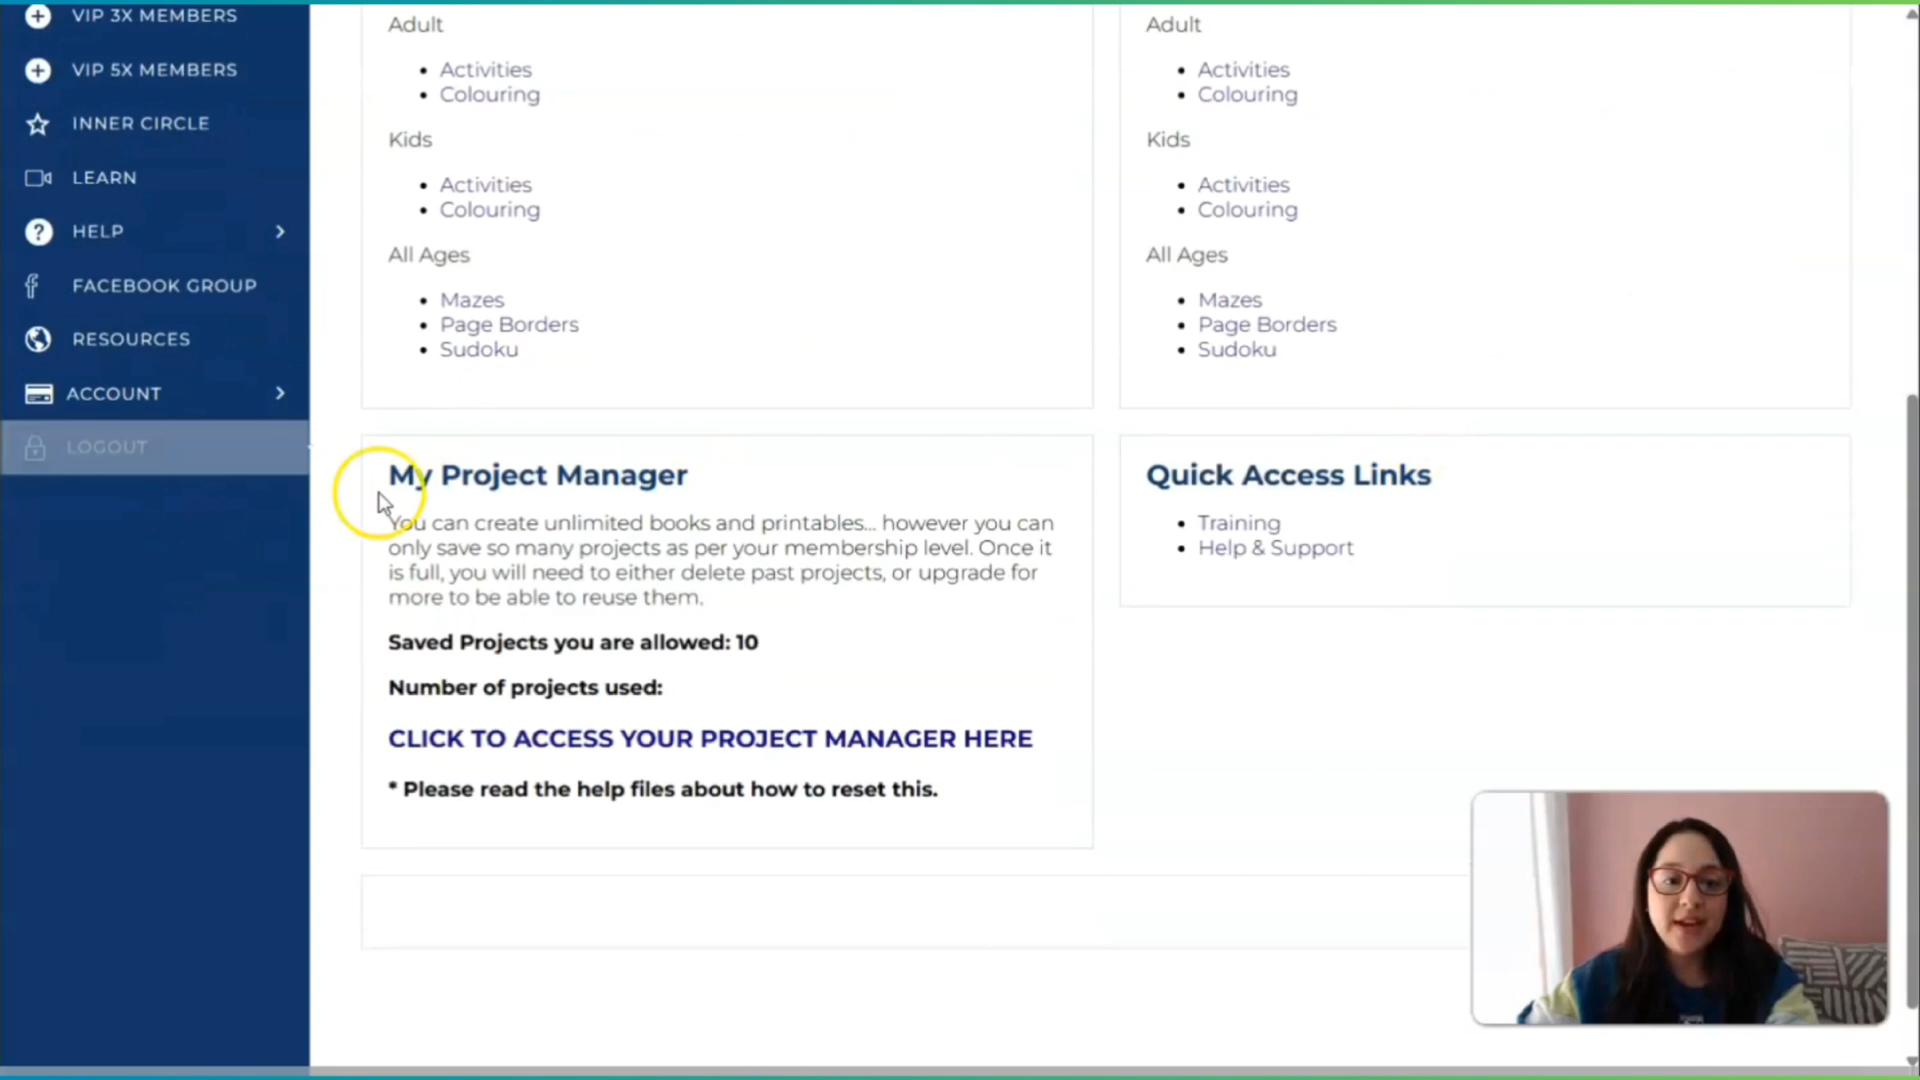 VIP 3X MEMBERS
VIP 5X MEMBERS
INNER CIRCLE
LEARN
HELP
FACEBOOK GROUP
RESOURCES
ACCOUNT
LOGOUT
Adult
Activities
Colouring
Kids
Activities
Colouring
All Ages
Mazes
Page Borders
Sudoku
Adult
Activities
Colouring
Kids
Activities
Colouring
All Ages
Mazes
Page Borders
Sudoku
My Project Manager
You can create unlimited books and printables... however you can
only save so many projects as per your membership level. Once it
is full, you will need to either delete past projects, or upgrade for
more to be able to reuse them.
Saved Projects you are allowed: 10
Number of projects used:
CLICK TO ACCESS YOUR PROJECT MANAGER HERE
* Please read the help files about how to reset this.
Quick Access Links
Training
Help & Support